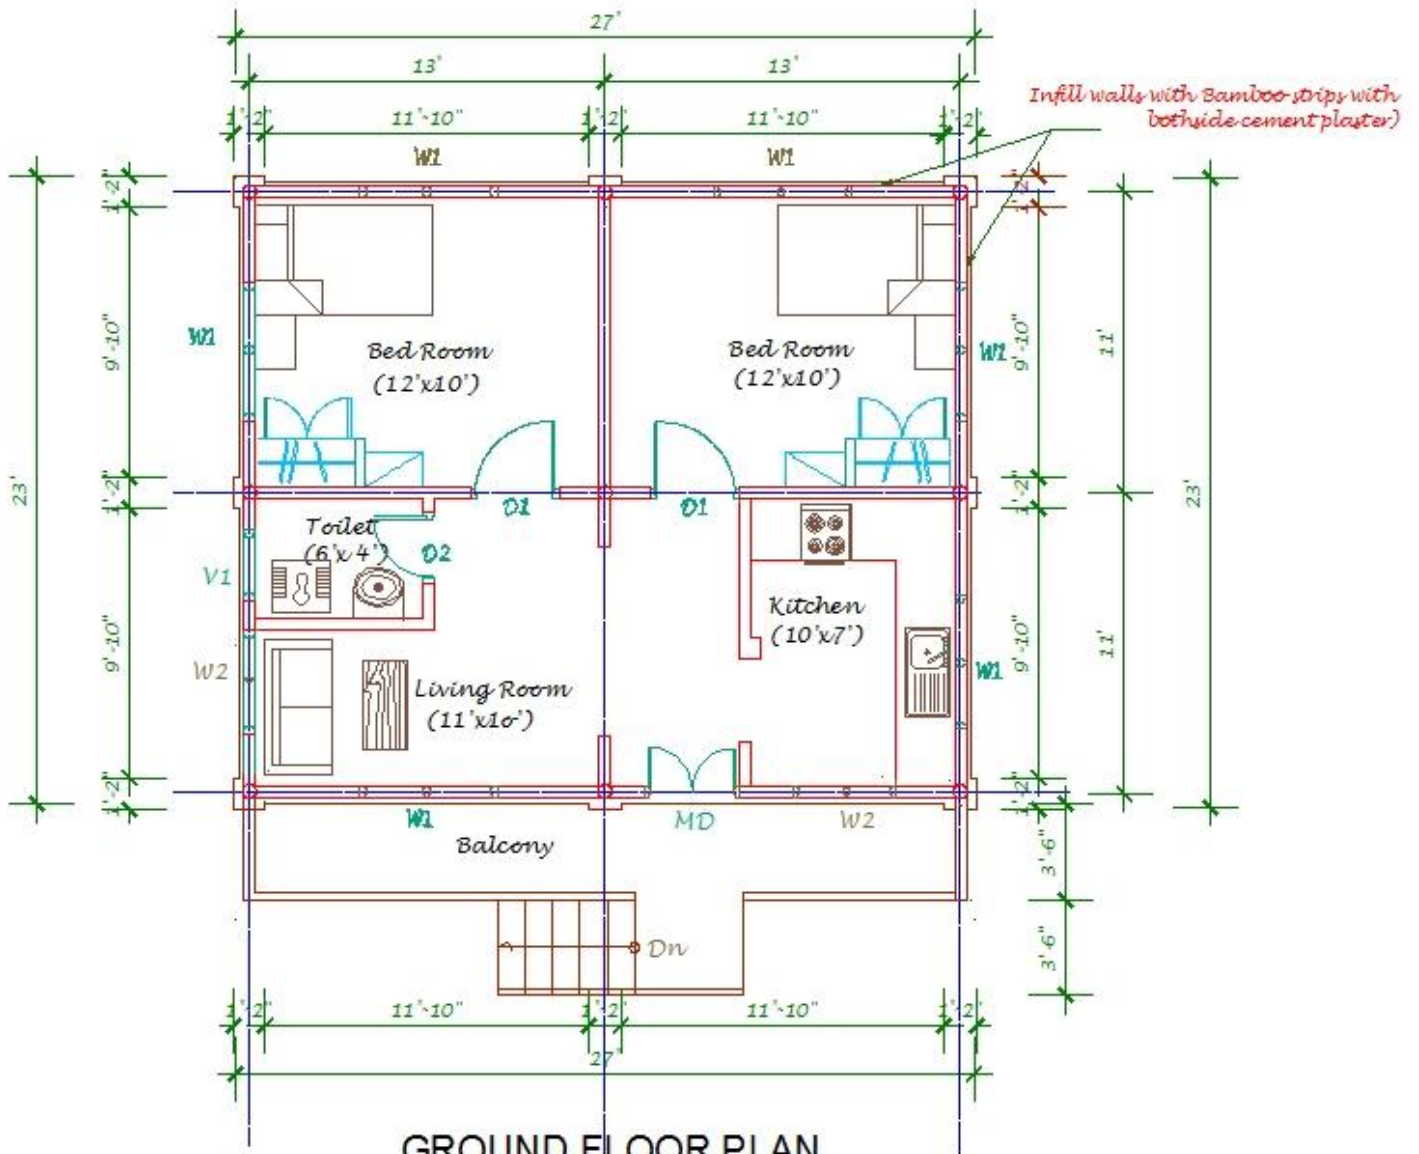 27'
13' 13'
1'-2" 11'-10" 1'-2" 11'-10" 1'-2"
Infill walls with Bamboo strips with
bothside cement plaster)
W1 W1
1'-2" 1'-2"
W1 9'-10" W1 9'-10" 11'
Bed Room Bed Room
(12'x10') (12'x10')
23' 1'-2" 1'-2" 23'
D1 D1
Toilet
(6'x 4') D2
V1
Kitchen
(10'x7')
9'-10" W2 W1 9'-10" 11'
Living Room
(11'x10')
1'-2" 1'-2"
W1 MD W2
Balcony 3'-6"
Dn 3'-6"
1'-2" 11'-10" 1'-2" 11'-10" 1'-2"
27'
GROUND FLOOR PLAN